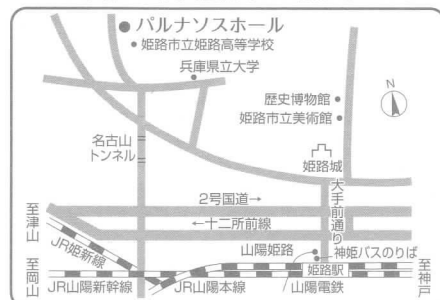 パルナソスホール
姫路市立姫路高等学校
兵庫県立大学
N
歴史博物館
姫路市立美術館
名古山
トンネル
姫路城
大手前通り
2号国道→
←十二所前線
至津山
JR姫新線
山陽姫路
神姫バスのりば
姫路駅
至岡山
至神戸
JR山陽新幹線
JR山陽本線
山陽電鉄